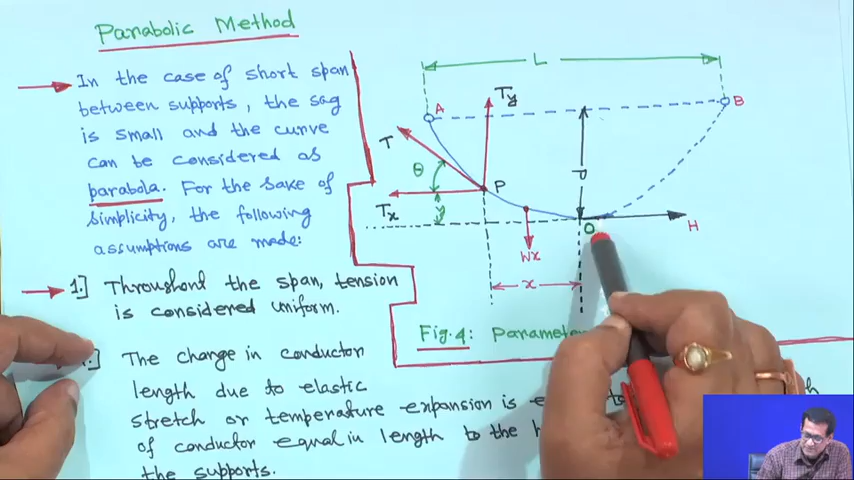 Parabolic Method
In the case of short span
between supports, the sag
is small and the curve
can be considered as
parabola. For the sake of
simplicity, the following
assumptions are made:
1.] Throughout the span, tension
is considered uniform.
The change in conductor
length due to elastic
stretch or temperature expansion is
of conductor equal in length to the
the supports.
L
A
B
Ty
T
θ
P
d
Tx
y
O
H
Wx
x
Fig.4: Parameter